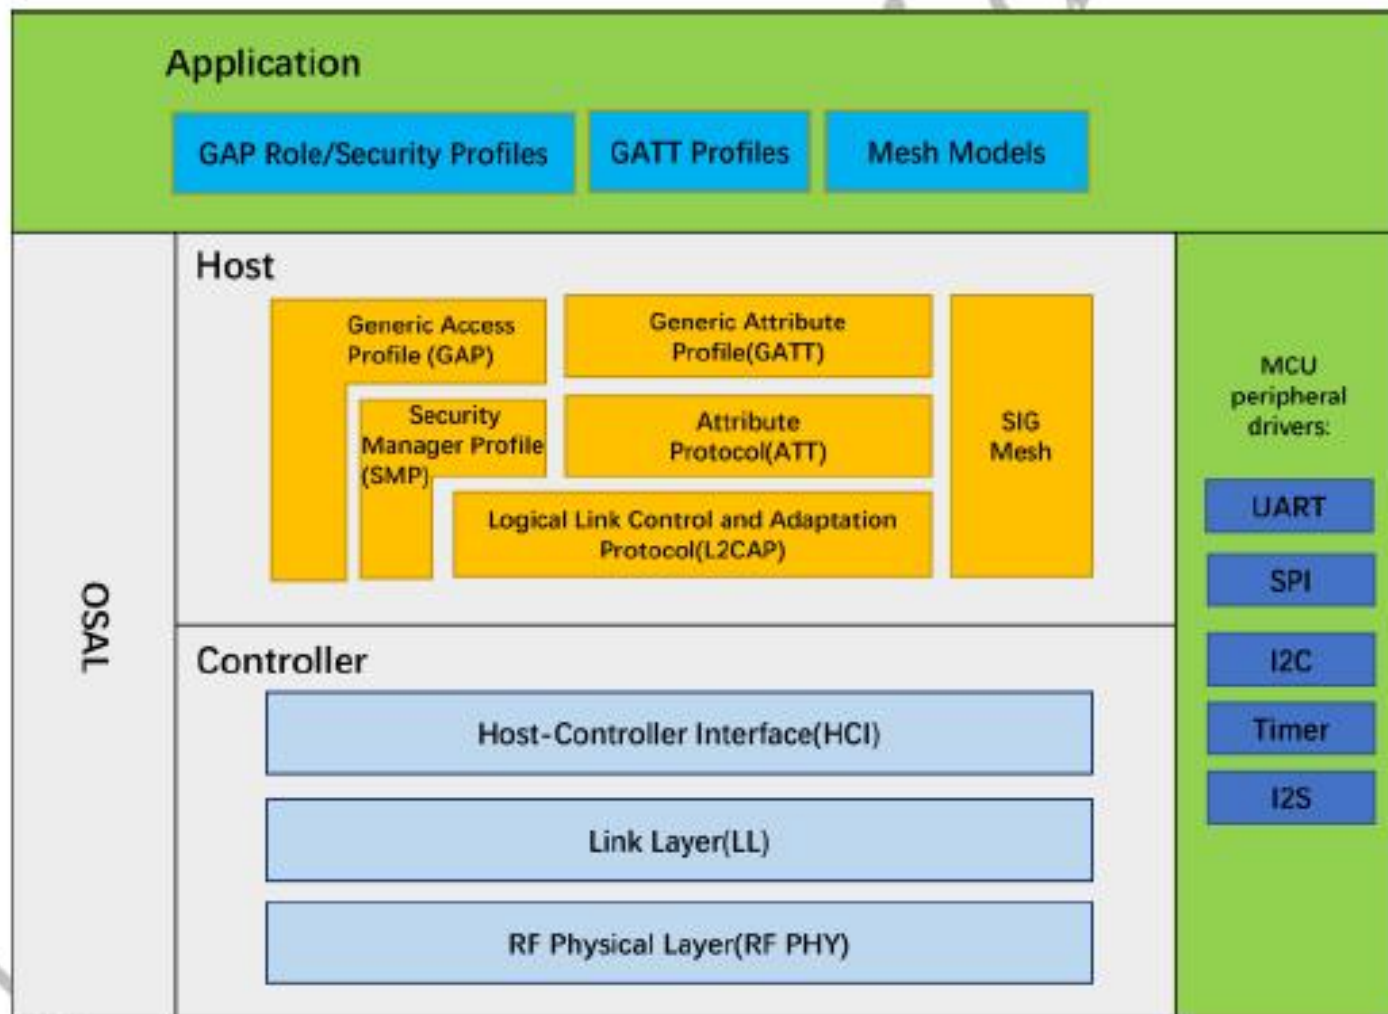 Application
GAP Role/Security Profiles
GATT Profiles
Mesh Models
Host
Generic Access
Profile (GAP)
Generic Attribute
Profile(GATT)
Security
Manager Profile
(SMP)
Attribute
Protocol(ATT)
SIG
Mesh
Logical Link Control and Adaptation
Protocol(L2CAP)
OSAL
Controller
Host-Controller Interface(HCI)
Link Layer(LL)
RF Physical Layer(RF PHY)
MCU
peripheral
drivers:
UART
SPI
I2C
Timer
I2S